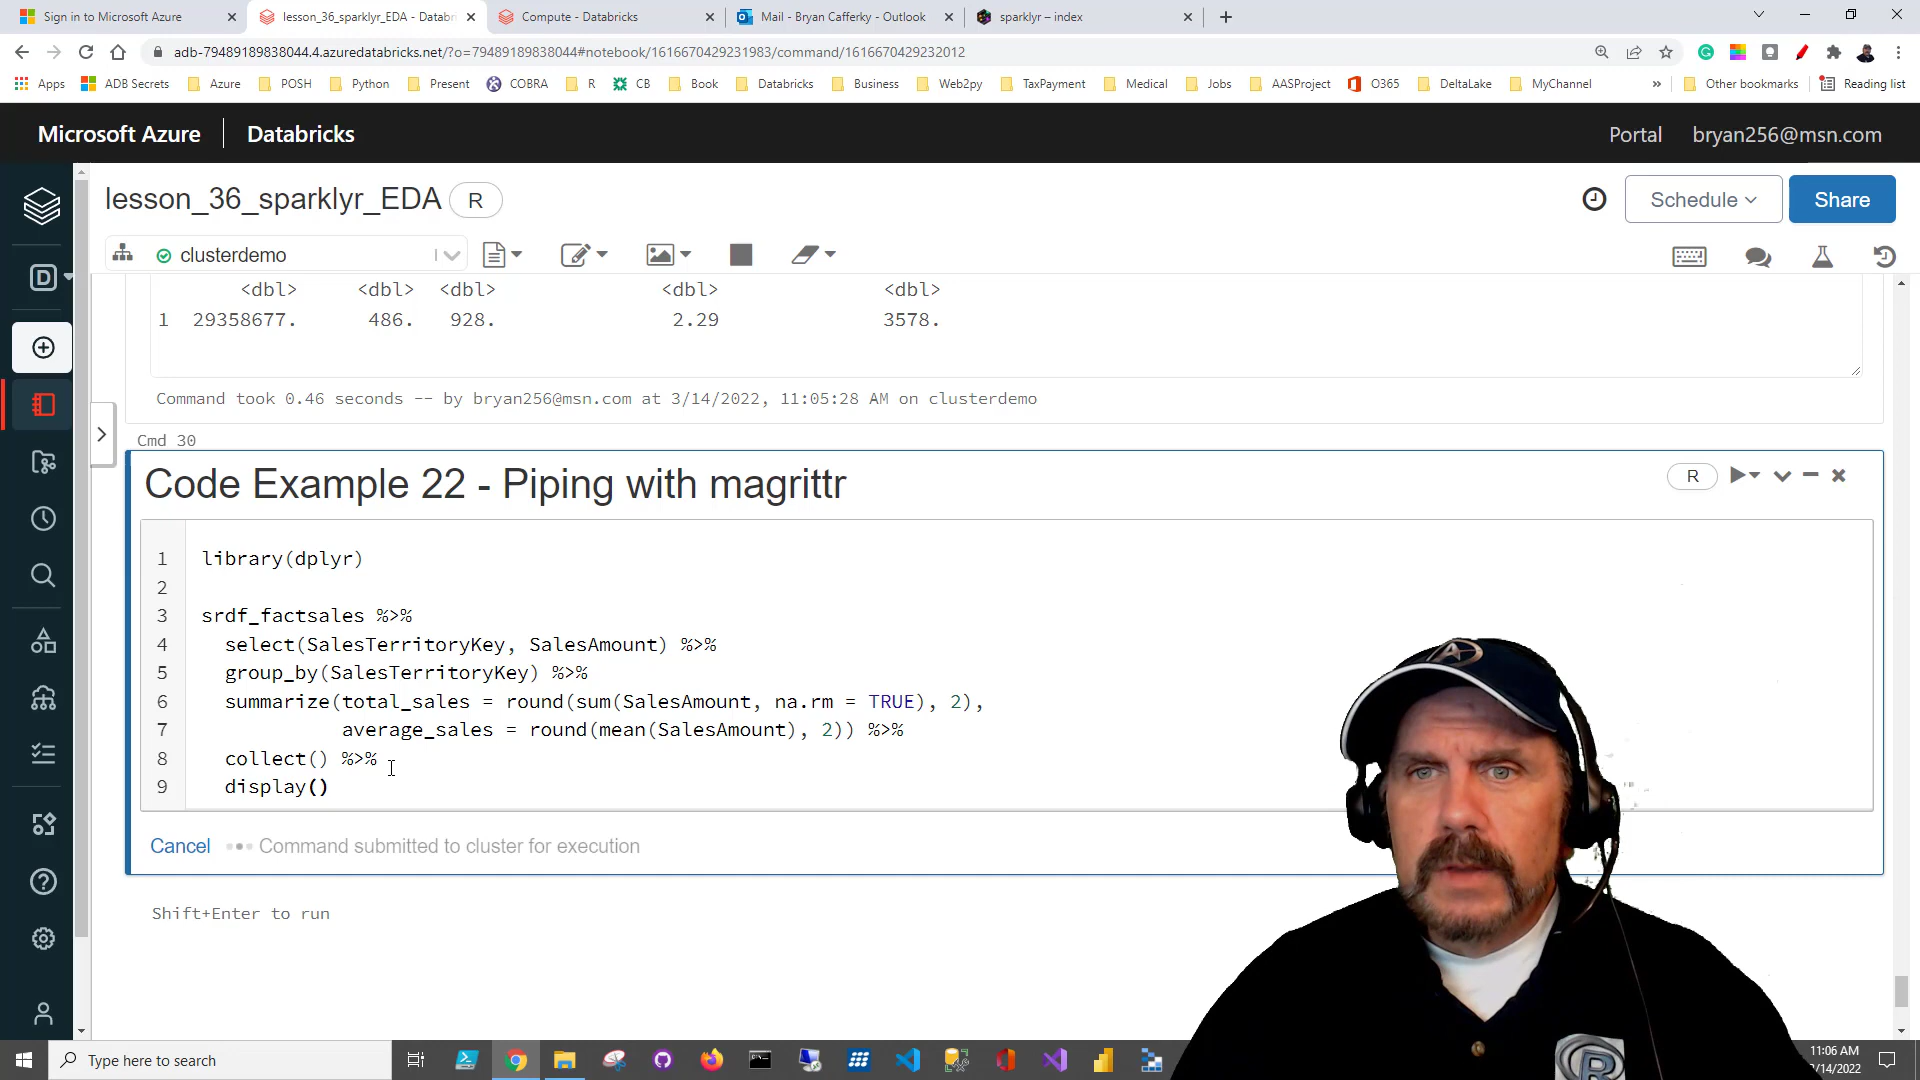 Sign in to Microsoft Azure
lesson_36_sparklyr_EDA - Datab
Compute - Databricks
Mail - Bryan Cafferky - Outlook
sparklyr – index
adb-79489189838044.4.azuredatabricks.net/?o=79489189838044#notebook/1616670429231983/command/1616670429232012
Apps
ADB Secrets
Azure
POSH
Python
Present
COBRA
R
CB
Book
Databricks
Business
Web2py
TaxPayment
Medical
Jobs
AASProject
O365
DeltaLake
MyChannel
»
Other bookmarks
Reading list
Microsoft Azure
Databricks
Portal
bryan256@msn.com
lesson_36_sparklyr_EDA
R
Schedule
Share
D
clusterdemo
<dbl> <dbl> <dbl> <dbl> <dbl>
1 29358677. 486. 928. 2.29 3578.
Command took 0.46 seconds -- by bryan256@msn.com at 3/14/2022, 11:05:28 AM on clusterdemo
Cmd 30
Code Example 22 - Piping with magrittr
R
1 library(dplyr)
2
3 srdf_factsales %>%
4 select(SalesTerritoryKey, SalesAmount) %>%
5 group_by(SalesTerritoryKey) %>%
6 summarize(total_sales = round(sum(SalesAmount, na.rm = TRUE), 2),
7 average_sales = round(mean(SalesAmount), 2)) %>%
8 collect() %>%
9 display()
Cancel
Command submitted to cluster for execution
Shift+Enter to run
Type here to search
R
11:06 AM
/14/2022